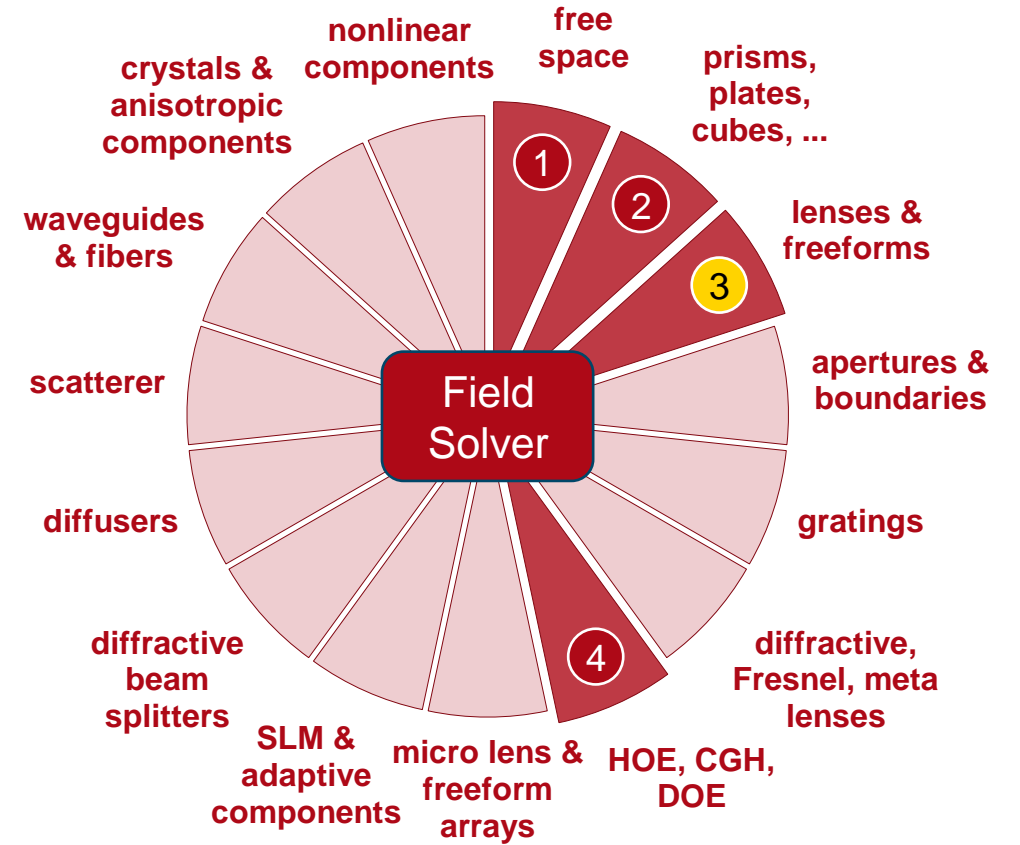 free
space
prisms,
plates,
cubes, ...
lenses &
freeforms
apertures &
boundaries
gratings
diffractive,
Fresnel, meta
lenses
HOE, CGH,
DOE
micro lens &
freeform
arrays
SLM &
adaptive
components
diffractive
beam
splitters
diffusers
scatterer
waveguides
& fibers
crystals &
anisotropic
components
nonlinear
components
1
2
3
4
Field
Solver